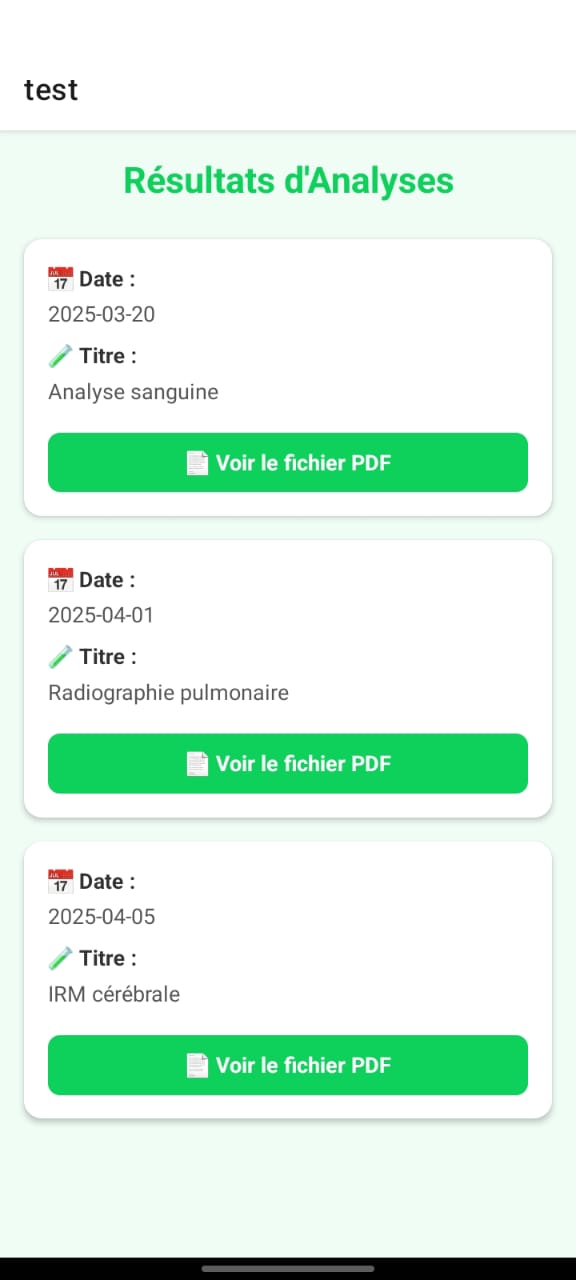 test
Résultats d'Analyses
📅 Date :
2025-03-20
🧪 Titre :
Analyse sanguine
📄 Voir le fichier PDF
📅 Date :
2025-04-01
🧪 Titre :
Radiographie pulmonaire
📄 Voir le fichier PDF
📅 Date :
2025-04-05
🧪 Titre :
IRM cérébrale
📄 Voir le fichier PDF